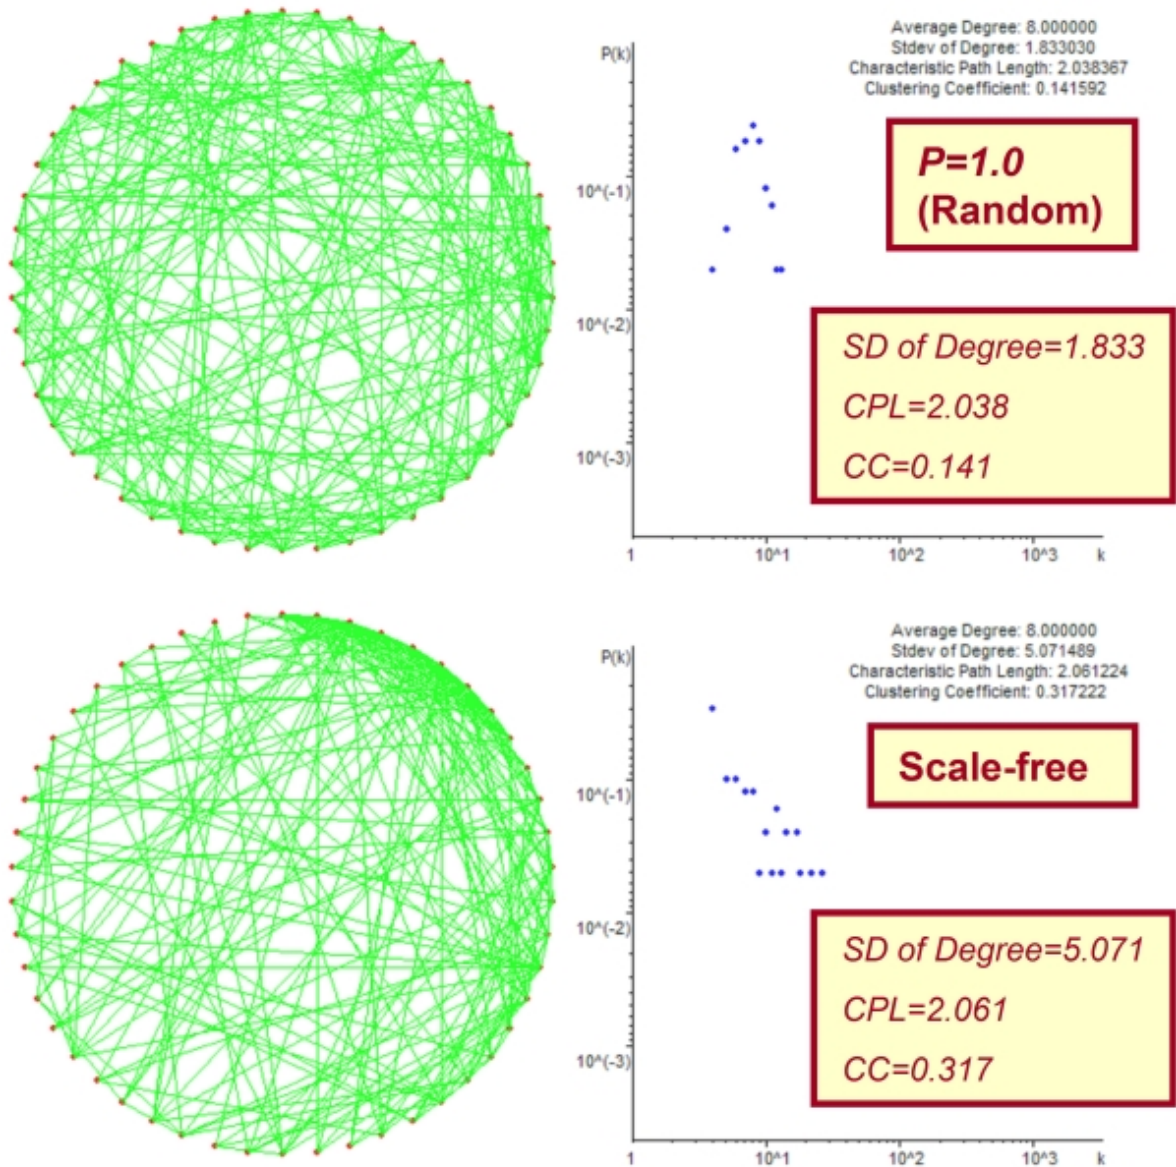 Average Degree: 8.000000
Stdev of Degree: 1.833030
Characteristic Path Length: 2.038367
Clustering Coefficient: 0.141592
P(k)
P=1.0
(Random)
10^(-1)
10^(-2)
SD of Degree=1.833
CPL=2.038
CC=0.141
10^(-3)
1 10^1 10^2 10^3 k
Average Degree: 8.000000
Stdev of Degree: 5.071489
Characteristic Path Length: 2.061224
Clustering Coefficient: 0.317222
P(k)
Scale-free
10^(-1)
10^(-2)
SD of Degree=5.071
CPL=2.061
CC=0.317
10^(-3)
1 10^1 10^2 10^3 k